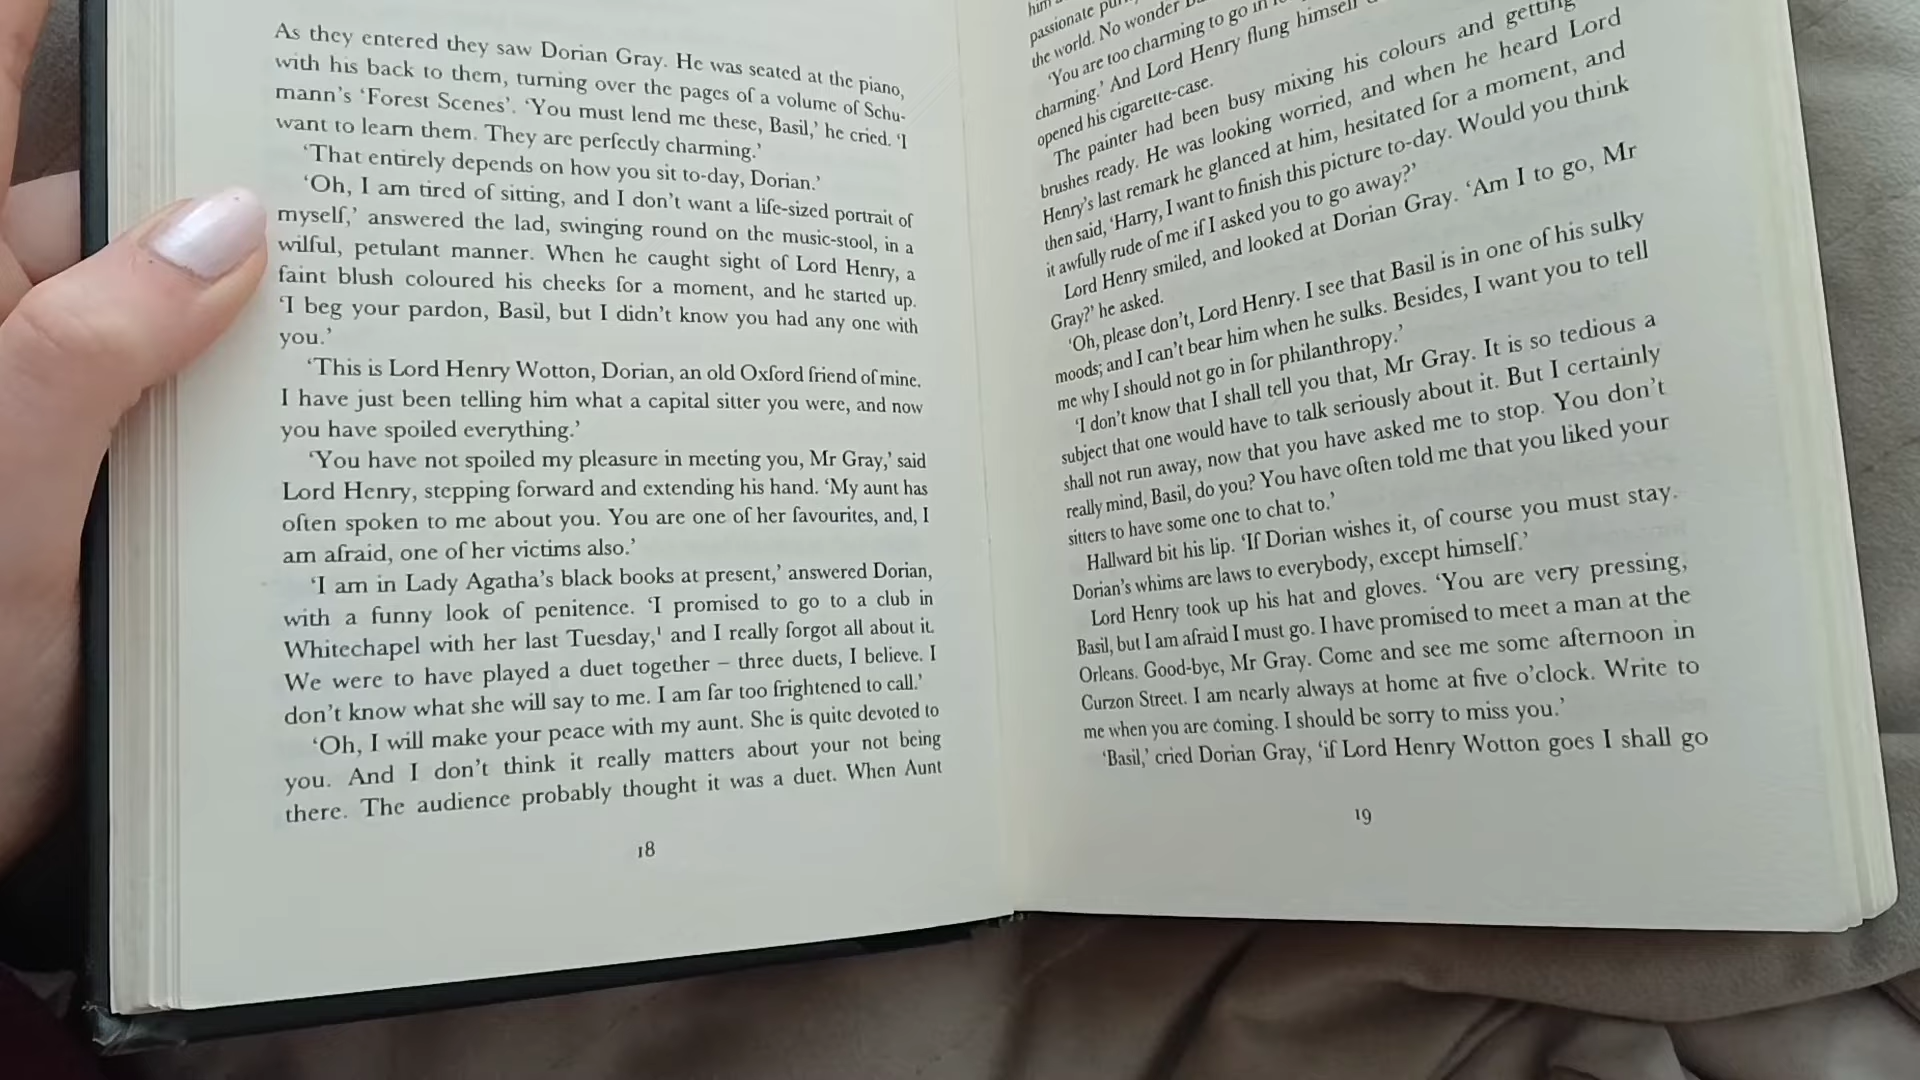 As they entered they saw Dorian Gray. He was seated at the piano,
with his back to them, turning over the pages of a volume of Schu-
mann's 'Forest Scenes'. 'You must lend me these, Basil,' he cried. 'I
want to learn them. They are perfectly charming.'
'That entirely depends on how you sit to-day, Dorian.'
'Oh, I am tired of sitting, and I don't want a life-sized portrait of
myself,' answered the lad, swinging round on the music-stool, in a
wilful, petulant manner. When he caught sight of Lord Henry, a
faint blush coloured his cheeks for a moment, and he started up.
'I beg your pardon, Basil, but I didn't know you had any one with
you.'
'This is Lord Henry Wotton, Dorian, an old Oxford friend of mine.
I have just been telling him what a capital sitter you were, and now
you have spoiled everything.'
'You have not spoiled my pleasure in meeting you, Mr Gray,' said
Lord Henry, stepping forward and extending his hand. 'My aunt has
often spoken to me about you. You are one of her favourites, and, I
am afraid, one of her victims also.'
'I am in Lady Agatha's black books at present,' answered Dorian,
with a funny look of penitence. 'I promised to go to a club in
Whitechapel with her last Tuesday,¹ and I really forgot all about it.
We were to have played a duet together – three duets, I believe. I
don't know what she will say to me. I am far too frightened to call.'
'Oh, I will make your peace with my aunt. She is quite devoted to
you. And I don't think it really matters about your not being
there. The audience probably thought it was a duet. When Aunt
18
him
passionate
the world. No wonder
'You are too charming to go in
charming.' And Lord Henry flung himself
opened his cigarette-case.
The painter had been busy mixing his colours and getting
brushes ready. He was looking worried, and when he heard Lord
Henry's last remark he glanced at him, hesitated for a moment, and
then said, 'Harry, I want to finish this picture to-day. Would you think
it awfully rude of me if I asked you to go away?'
Lord Henry smiled, and looked at Dorian Gray. 'Am I to go, Mr
Gray?' he asked.
'Oh, please don't, Lord Henry. I see that Basil is in one of his sulky
moods; and I can't bear him when he sulks. Besides, I want you to tell
me why I should not go in for philanthropy.'
'I don't know that I shall tell you that, Mr Gray. It is so tedious a
subject that one would have to talk seriously about it. But I certainly
shall not run away, now that you have asked me to stop. You don't
really mind, Basil, do you? You have often told me that you liked your
sitters to have some one to chat to.'
Hallward bit his lip. 'If Dorian wishes it, of course you must stay.
Dorian's whims are laws to everybody, except himself.'
Lord Henry took up his hat and gloves. 'You are very pressing,
Basil, but I am afraid I must go. I have promised to meet a man at the
Orleans. Good-bye, Mr Gray. Come and see me some afternoon in
Curzon Street. I am nearly always at home at five o'clock. Write to
me when you are coming. I should be sorry to miss you.'
'Basil,' cried Dorian Gray, 'if Lord Henry Wotton goes I shall go
19